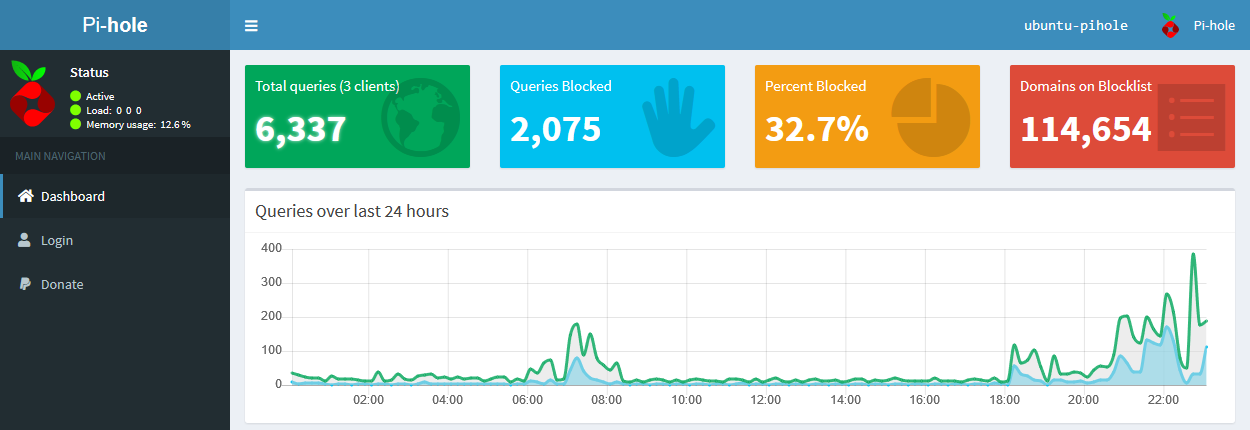 Pi-hole
ubuntu-pihole
Pi-hole
Status
Active
Load: 0 0 0
Memory usage: 12.6 %
MAIN NAVIGATION
Dashboard
Login
Donate
Total queries (3 clients)
6,337
Queries Blocked
2,075
Percent Blocked
32.7%
Domains on Blocklist
114,654
Queries over last 24 hours
400
300
200
100
0
02:00 04:00 06:00 08:00 10:00 12:00 14:00 16:00 18:00 20:00 22:00